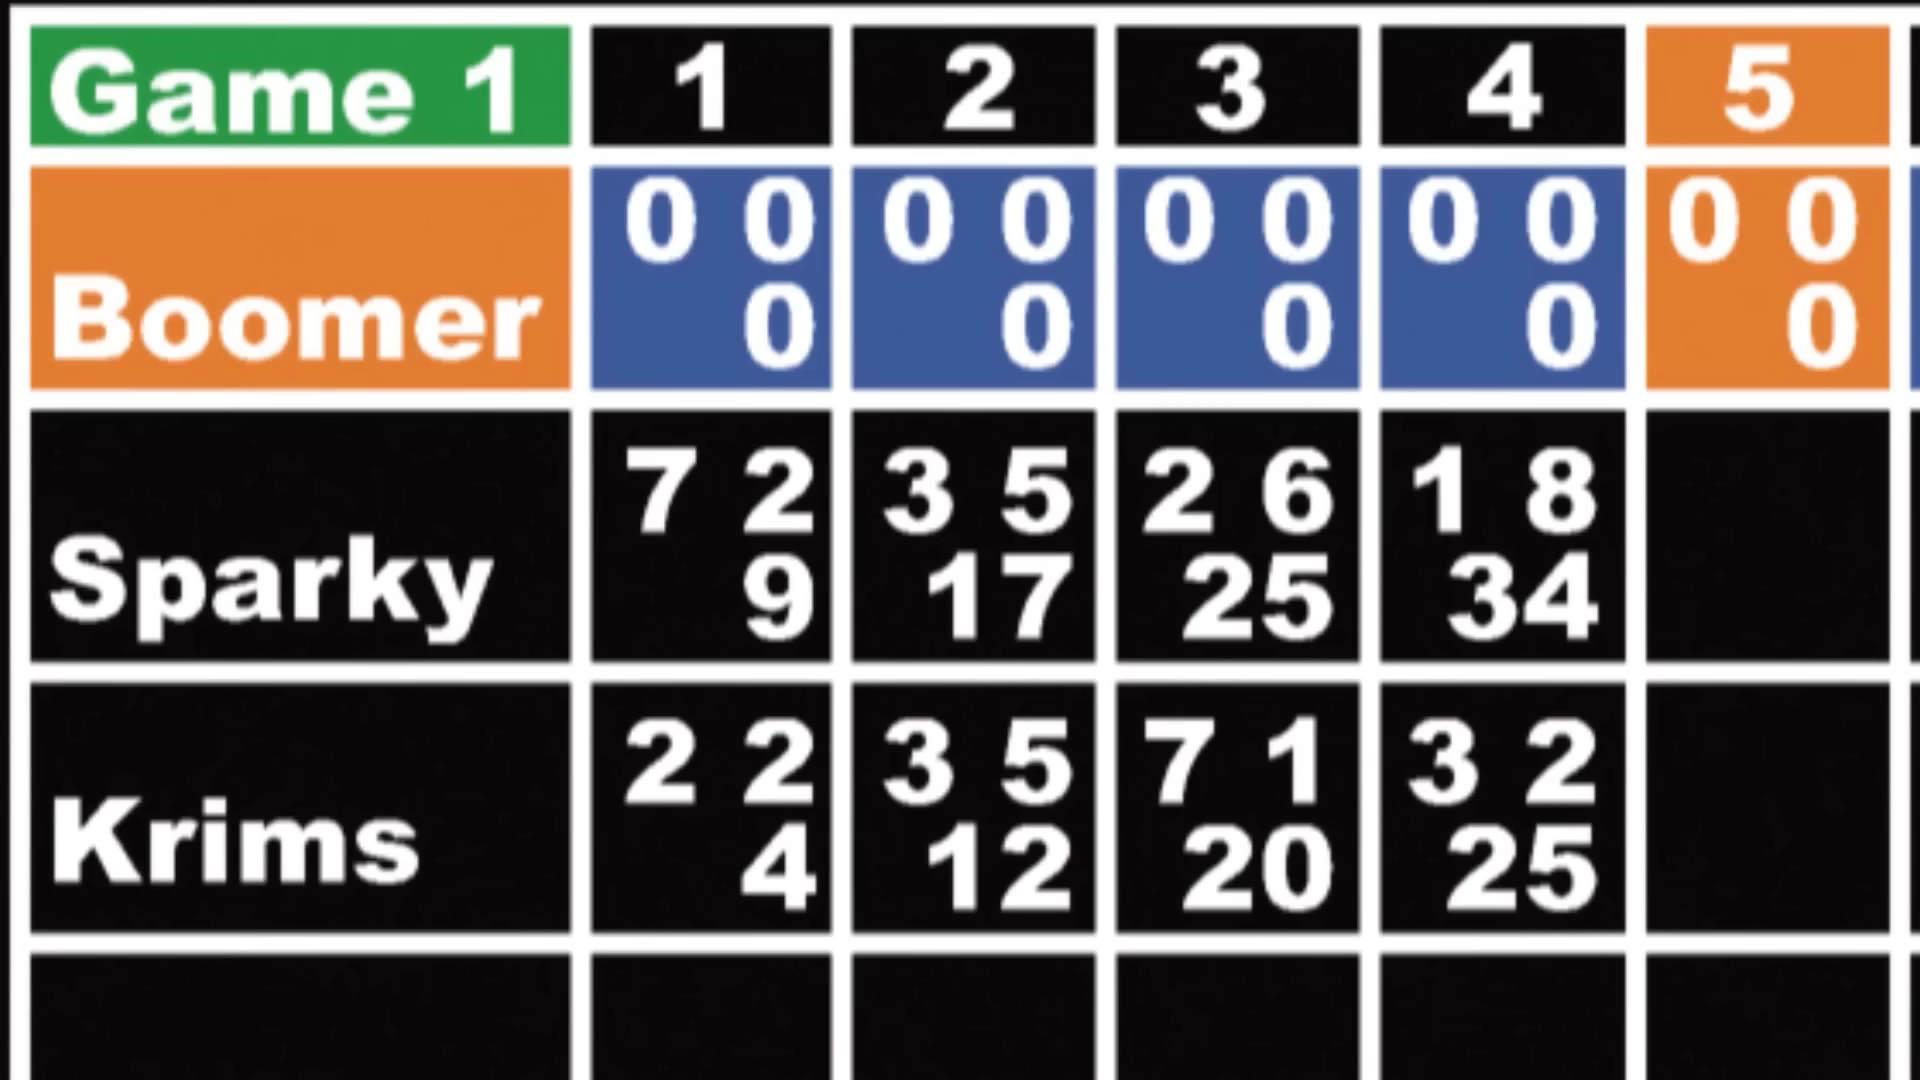 Game 1 1 2 3 4 5
0 0 0 0 0 0 0 0 0 0
Boomer 0 0 0 0 0
7 2 3 5 2 6 1 8
Sparky 9 17 25 34
2 2 3 5 7 1 3 2
Krims 4 12 20 25